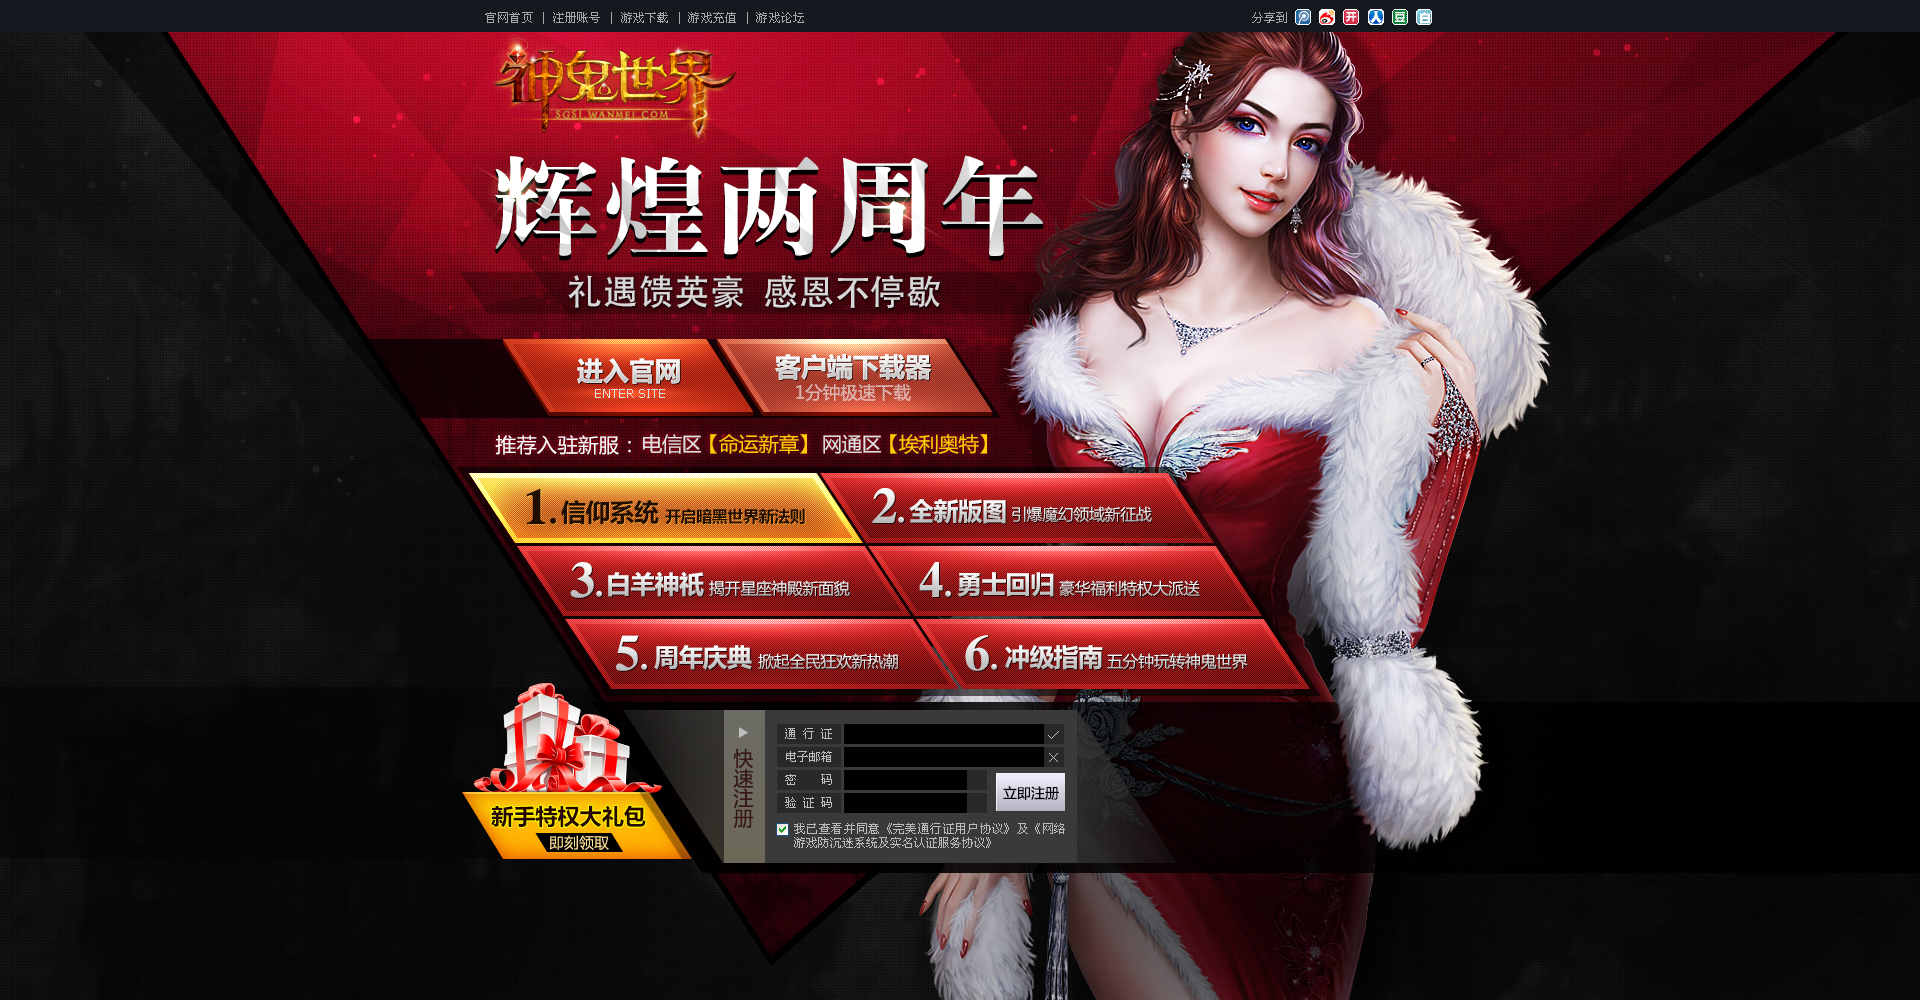 官网首页 | 注册账号 | 游戏下载 | 游戏充值 | 游戏论坛
分享到
神鬼世界
SGSJ.WANMEI.COM
辉煌两周年
礼遇馈英豪 感恩不停歇
进入官网
ENTER SITE
客户端下载器
1分钟极速下载
推荐入驻新服：电信区【命运新章】 网通区【埃利奥特】
1.信仰系统 开启暗黑世界新法则
2.全新版图 引爆魔幻领域新征战
3.白羊神祇 揭开星座神殿新面貌
4.勇士回归 豪华福利特权大派送
5.周年庆典 掀起全民狂欢新热潮
6.冲级指南 五分钟玩转神鬼世界
新手特权大礼包
即刻领取
快速注册
通行证
电子邮箱
密码
验证码
立即注册
我已查看并同意《完美通行证用户协议》及《网络
游戏防沉迷系统及实名认证服务协议》